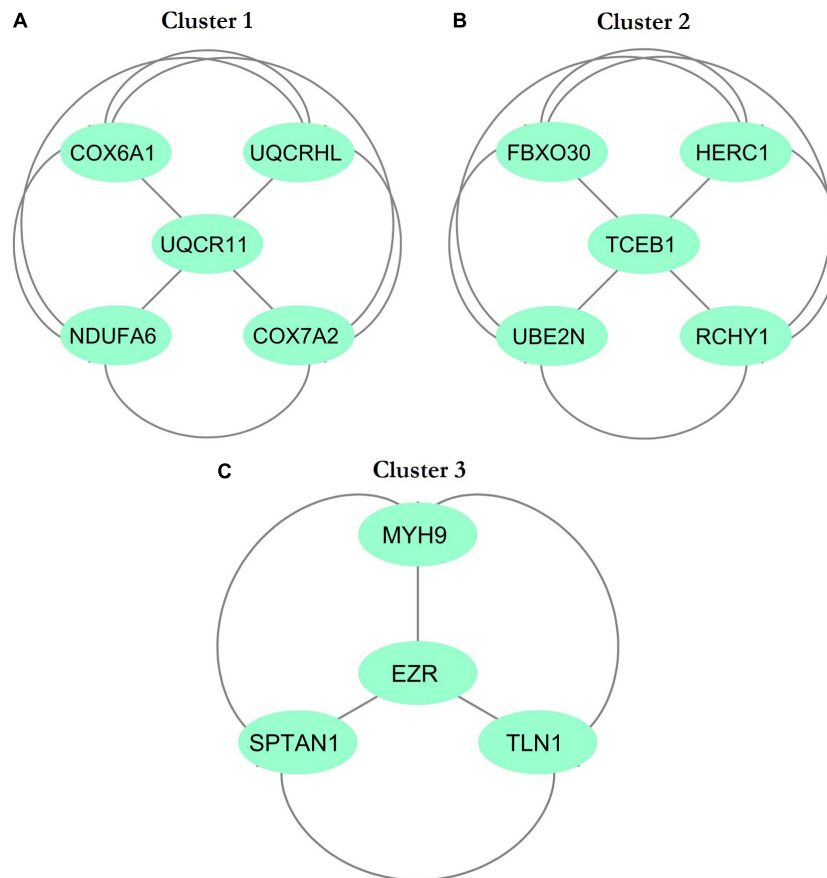 A
Cluster 1
COX6A1
UQCRHL
UQCR11
NDUFA6
COX7A2
B
Cluster 2
FBXO30
HERC1
TCEB1
UBE2N
RCHY1
C
Cluster 3
MYH9
EZR
SPTAN1
TLN1